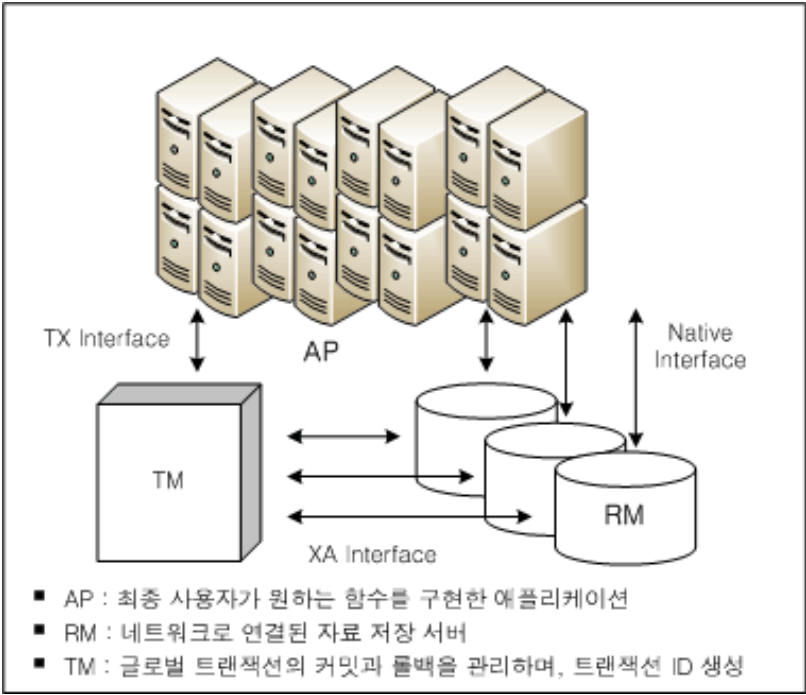 TX Interface
AP
Native
Interface
TM
RM
XA Interface
▪ AP : 최종 사용자가 원하는 함수를 구현한 애플리케이션
▪ RM : 네트워크로 연결된 자료 저장 서버
▪ TM : 글로벌 트랜잭션의 커밋과 롤백을 관리하며, 트랜잭션 ID 생성